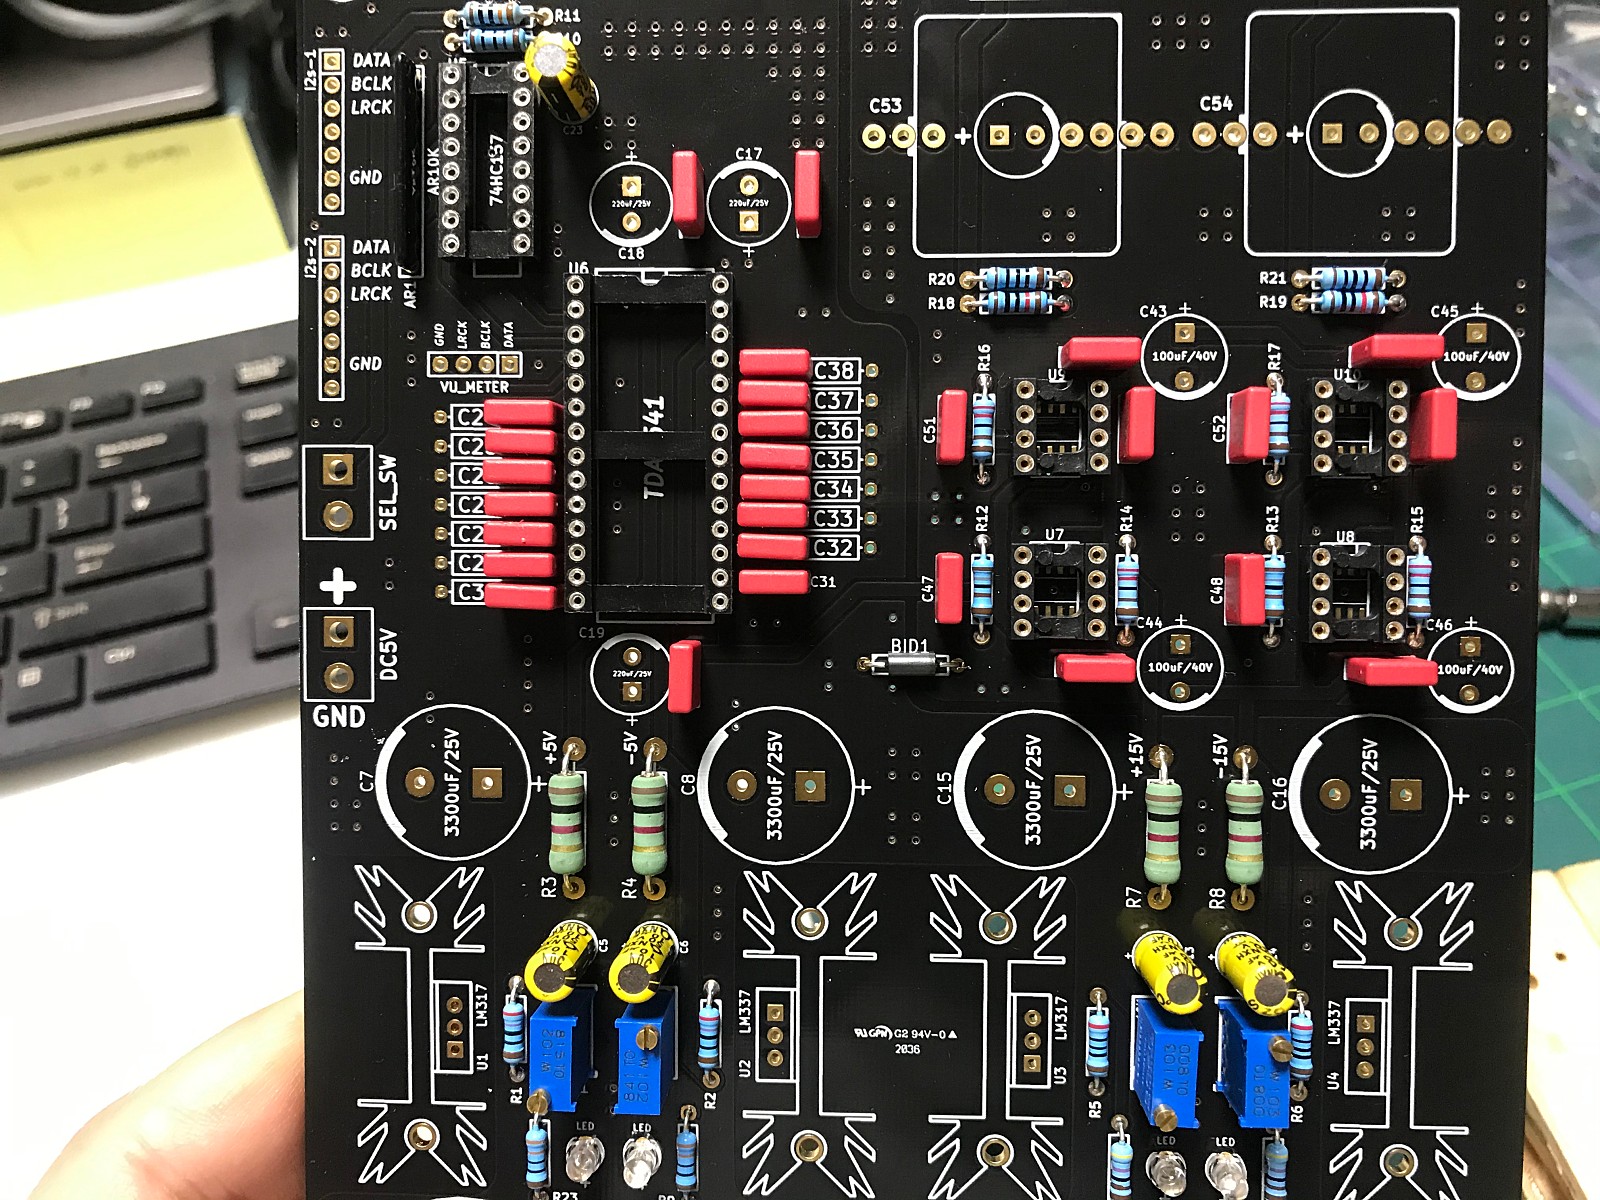 R11
10
I2s-1
DATA
BCLK
LRCK
GND
AR10K
74HC157
C23
I2s-2
DATA
BCLK
LRCK
GND
AR1
C17
220uF/25V
220uF/25V
C18
U6
C53
+
C54
+
R20
R18
R21
R19
C43
+
C45
+
100uF/40V
100uF/40V
GND
LRCK
BCLK
DATA
VU_METER
C2
C2
C2
C2
C2
C2
C3
TDA
541
C38
C37
C36
C35
C34
C33
C32
C31
R16
U9
C51
R17
U10
C52
SEL_SW
R12
U7
R14
R13
U8
R15
C47
C48
C44
+
C46
+
100uF/40V
100uF/40V
+
DC5V
GND
C19
220uF/25V
+
BID1
C7
3300uF/25V
+
+5V
-5V
C8
3300uF/25V
+
C15
3300uF/25V
+
+15V
-15V
C16
3300uF/25V
+
R3
R4
R7
R8
C5
C6
LM317
U1
R1
LM337
U2
R2
G2 94V-0
2036
LM317
U3
R5
LM337
U4
R6
LED
LED
LED
LED
R23